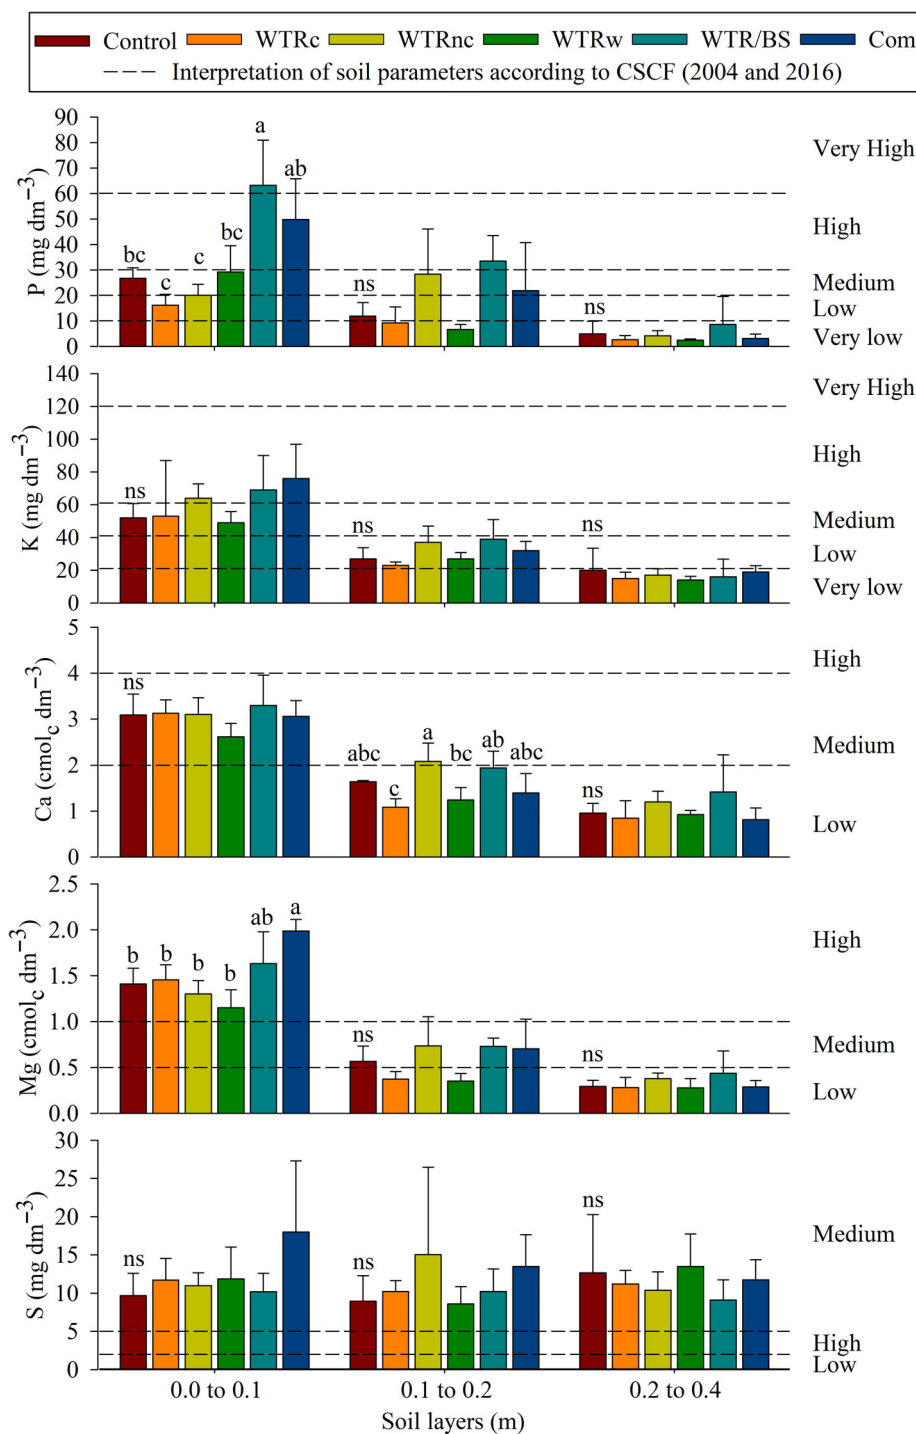 Control WTRc WTRnc WTRw WTR/BS Com
Interpretation of soil parameters according to CSCF (2004 and 2016)
P (mg dm−3)
90
80
70
60
50
40
30
20
10
0
bc c c bc a ab
ns
ns
Very High
High
Medium
Low
Very low
K (mg dm−3)
140
120
100
80
60
40
20
0
ns
ns
ns
Very High
High
Medium
Low
Very low
Ca (cmolc dm−3)
5
4
3
2
1
0
ns
abc c a bc ab abc
ns
High
Medium
Low
Mg (cmolc dm−3)
2.5
2.0
1.5
1.0
0.5
0.0
b b b b ab a
ns
ns
High
Medium
Low
S (mg dm−3)
30
25
20
15
10
5
0
ns
ns
ns
Medium
High
Low
0.0 to 0.1 0.1 to 0.2 0.2 to 0.4
Soil layers (m)